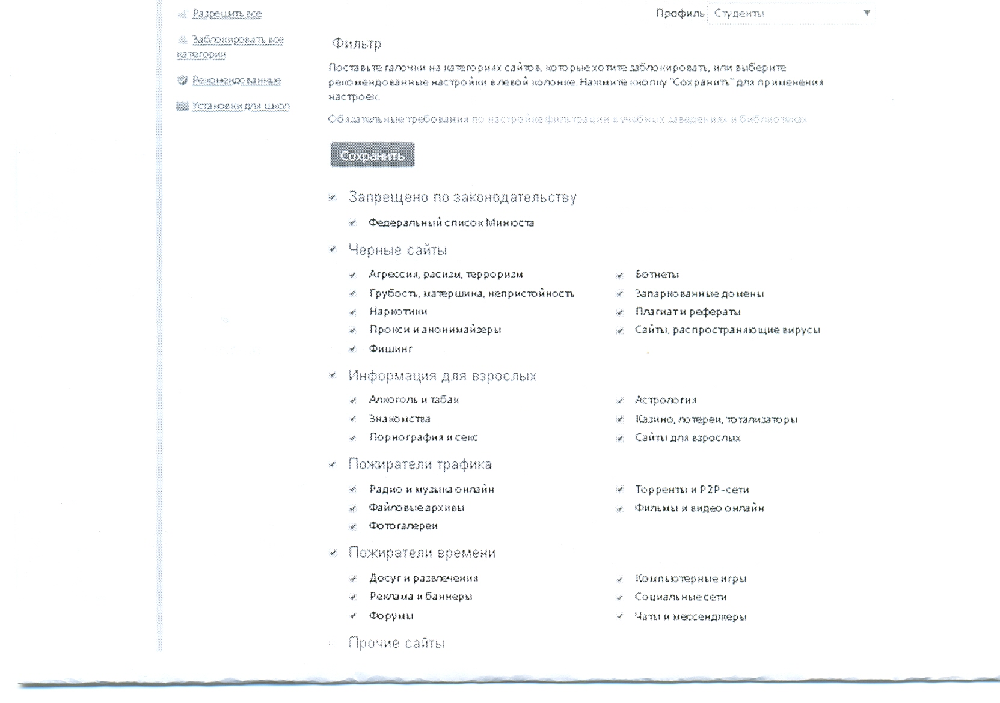 Разрешить все
Заблокировать все
категории
Рекомендованные
Установки для школ
Профиль Студенты
Фильтр
Поставьте галочки на категориях сайтов, которые хотите заблокировать, или выберите
рекомендованные настройки в левой колонке. Нажмите кнопку "Сохранить" для применения
настроек.
Обязательные требования по настройке фильтрации в учебных заведениях и библиотеках
Сохранить
Запрещено по законодательству
Федеральный список Минюста
Черные сайты
Агрессия, расизм, терроризм
Ботнеты
Грубость, матершина, непристойность
Запаркованные домены
Наркотики
Плагиат и рефераты
Прокси и анонимайзеры
Сайты, распространяющие вирусы
Фишинг
Информация для взрослых
Алкоголь и табак
Астрология
Знакомства
Казино, лотереи, тотализаторы
Порнография и секс
Сайты для взрослых
Пожиратели трафика
Радио и музыка онлайн
Торренты и P2P-сети
Файловые архивы
Фильмы и видео онлайн
Фотогалереи
Пожиратели времени
Досуг и развлечения
Компьютерные игры
Реклама и баннеры
Социальные сети
Форумы
Чаты и мессенджеры
Прочие сайты